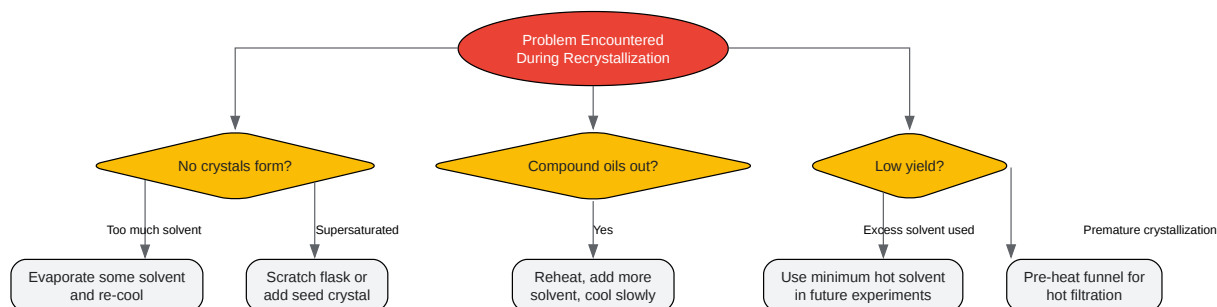 Problem Encountered
During Recrystallization
No crystals form?
Compound oils out?
Low yield?
Too much solvent
Supersaturated
Yes
Excess solvent used
Premature crystallization
Evaporate some solvent
and re-cool
Scratch flask or
add seed crystal
Reheat, add more
solvent, cool slowly
Use minimum hot solvent
in future experiments
Pre-heat funnel for
hot filtration